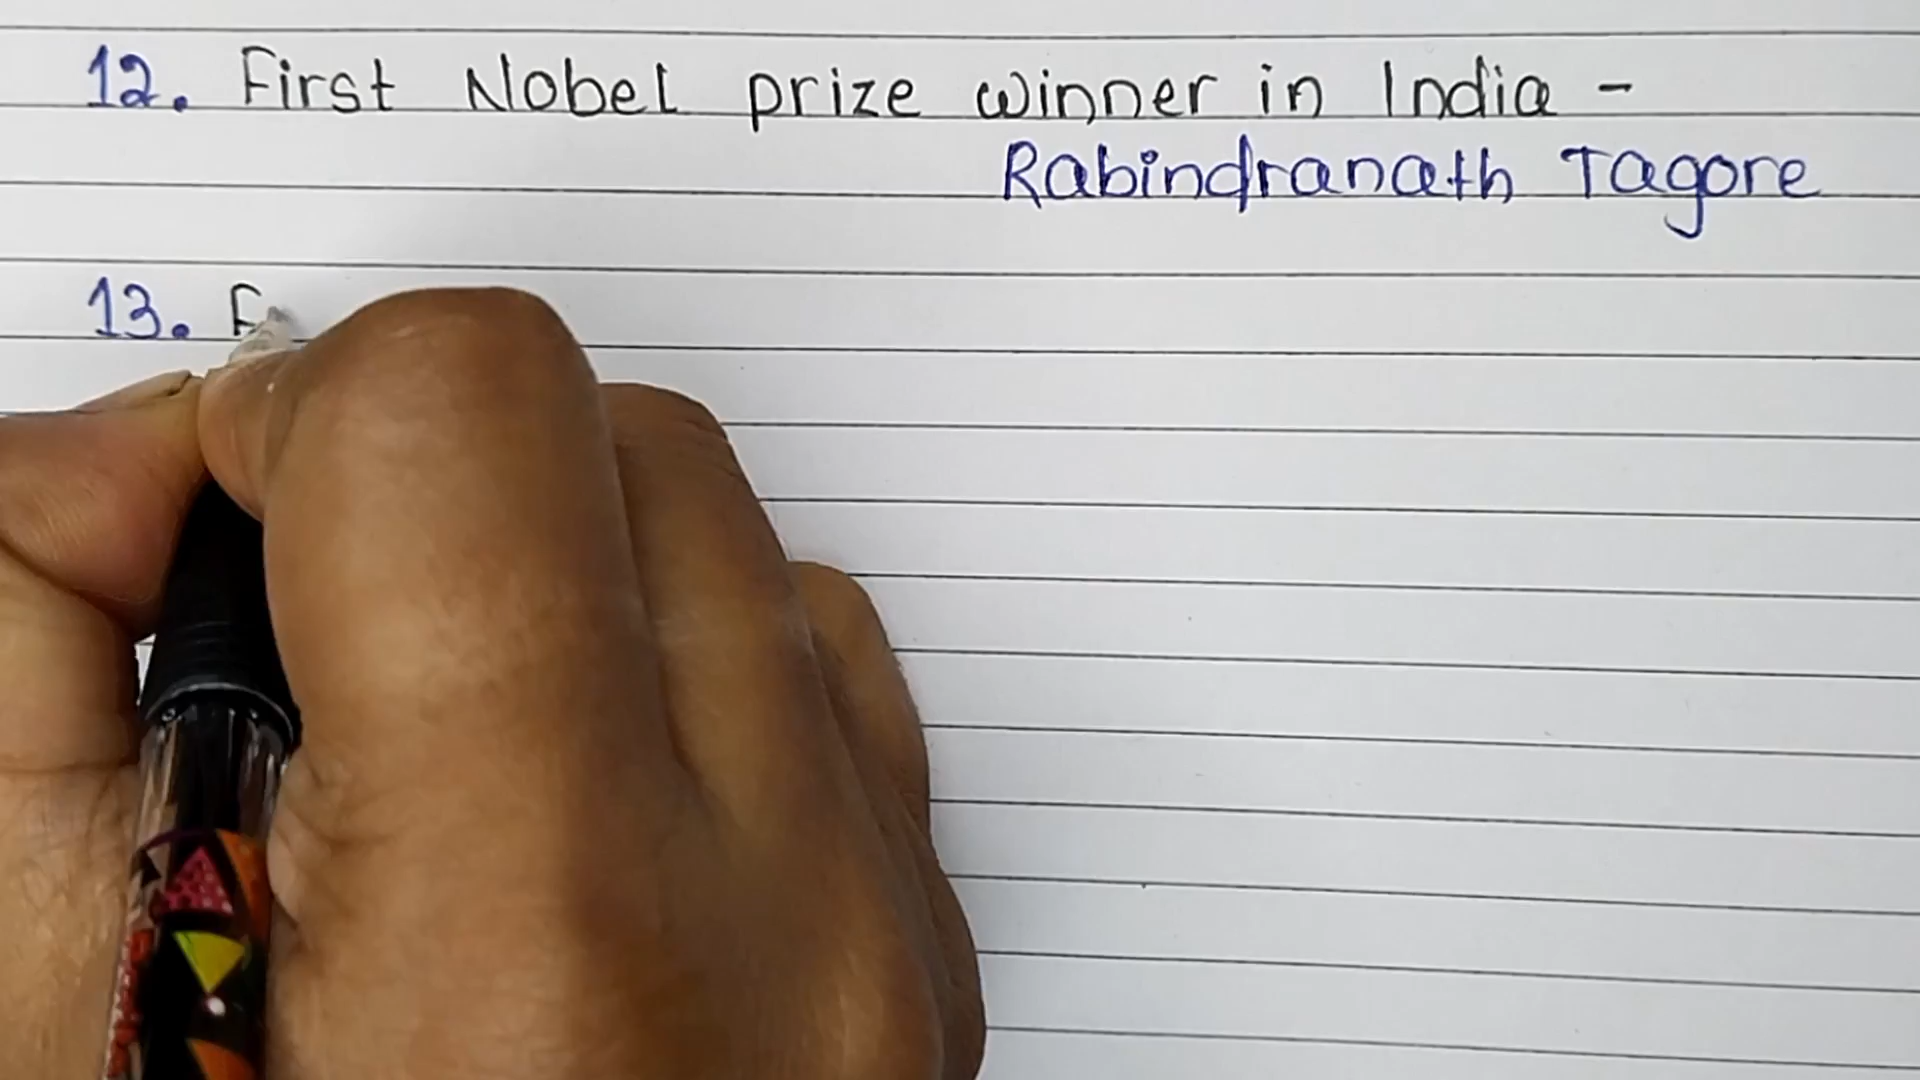 12. First Nobel prize winner in India -
Rabindranath Tagore
13. F